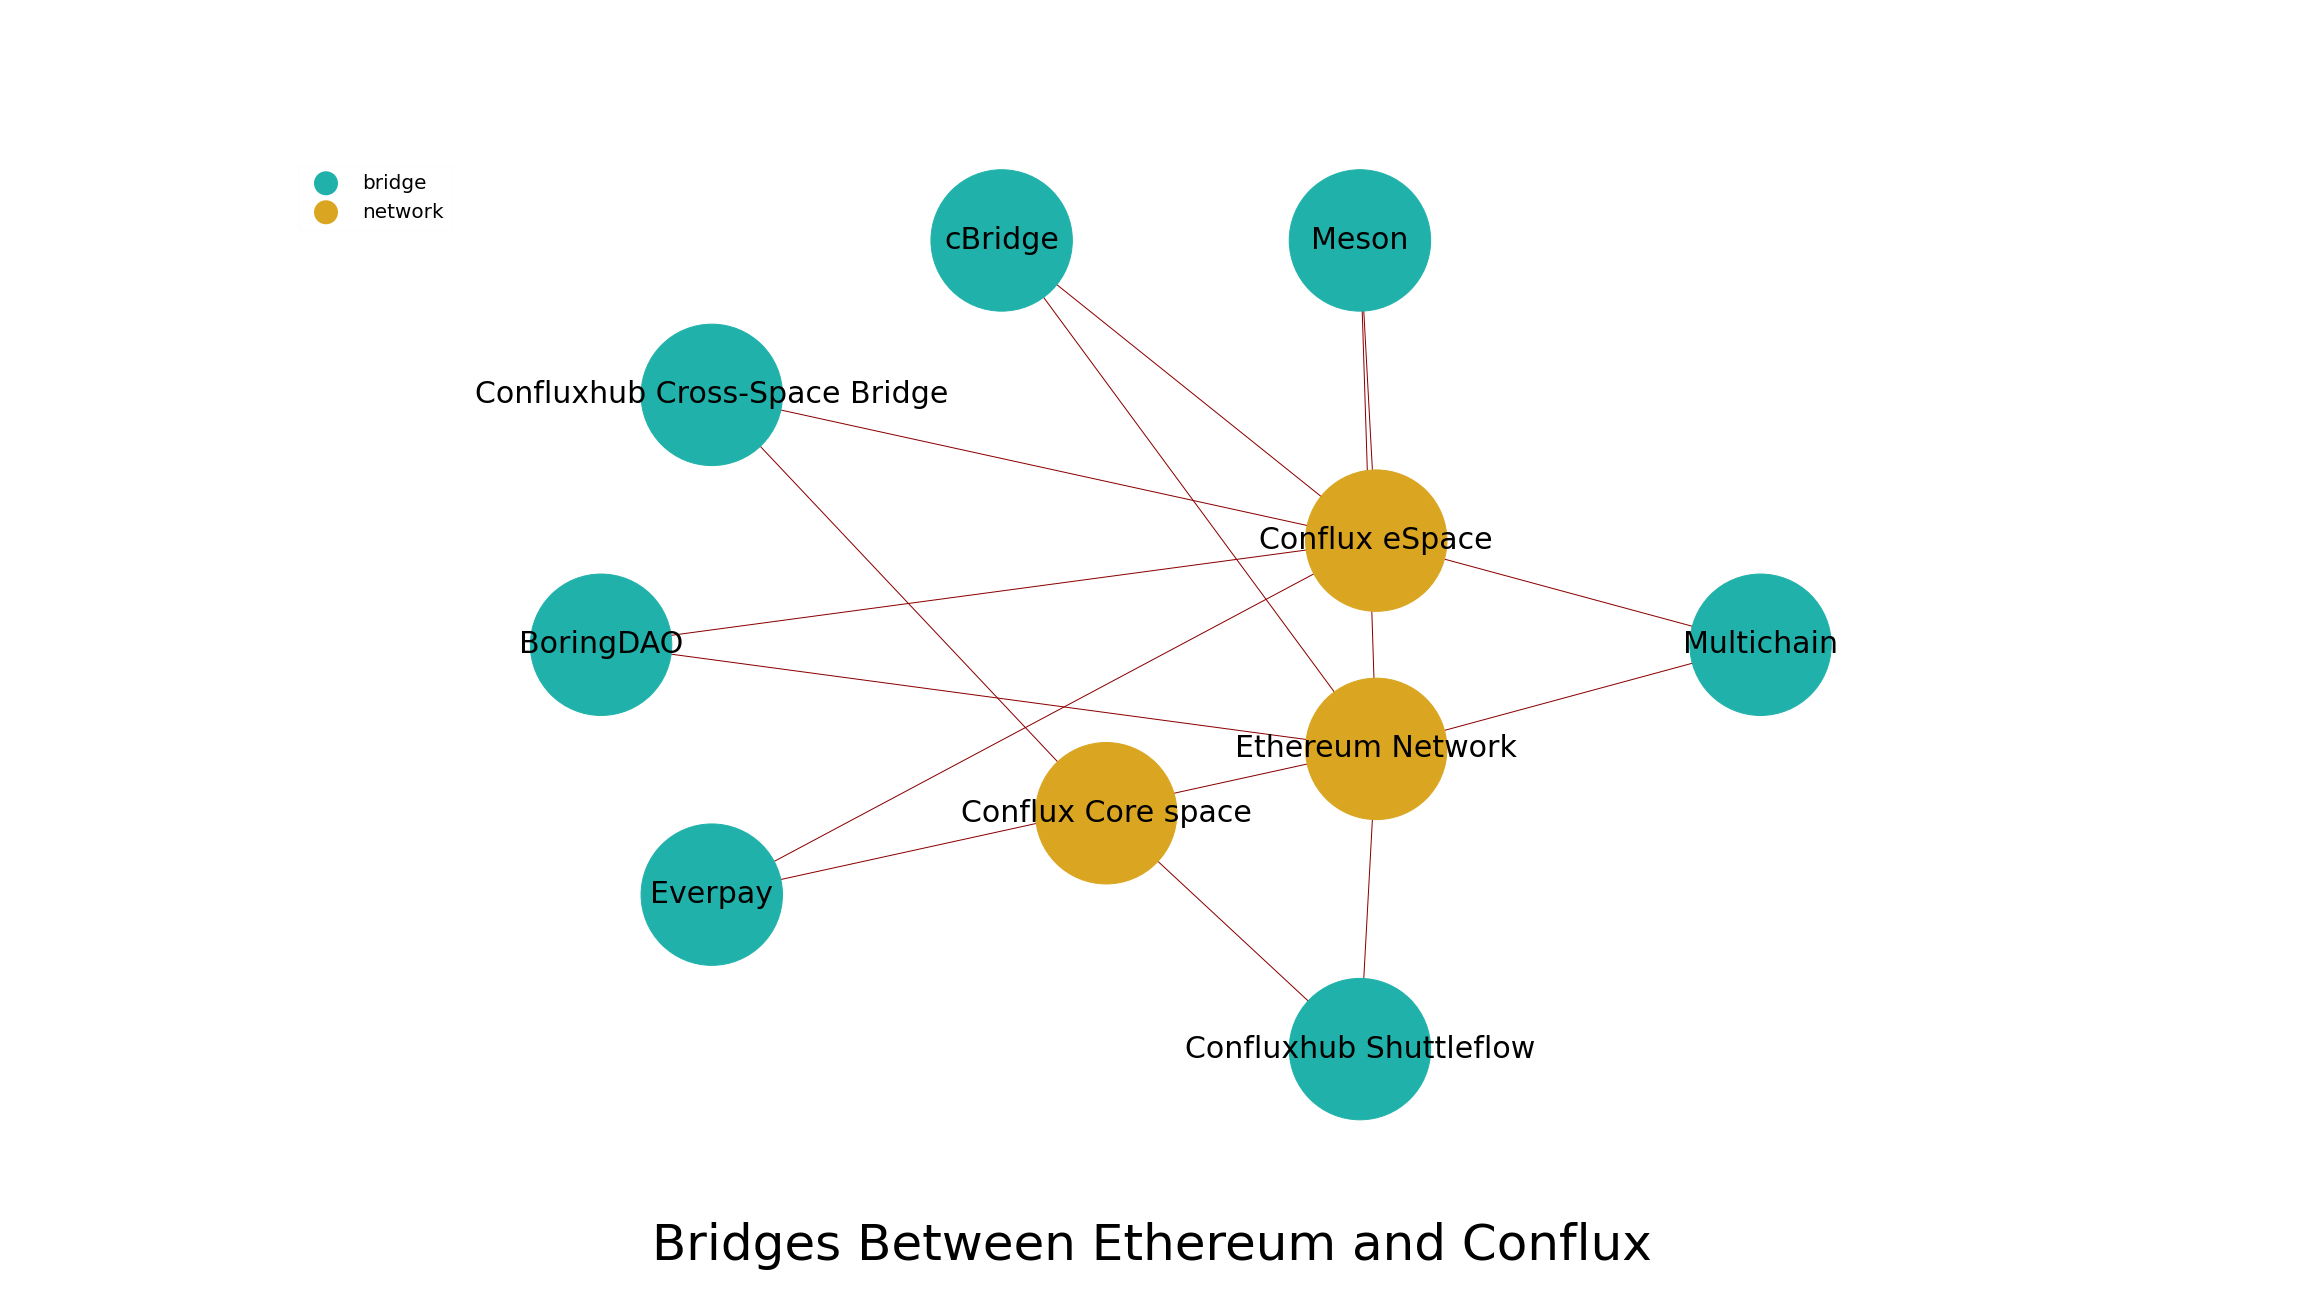 bridge
network
cBridge
Meson
Confluxhub Cross-Space Bridge
Conflux eSpace
BoringDAO
Multichain
Ethereum Network
Conflux Core space
Everpay
Confluxhub Shuttleflow
Bridges Between Ethereum and Conflux